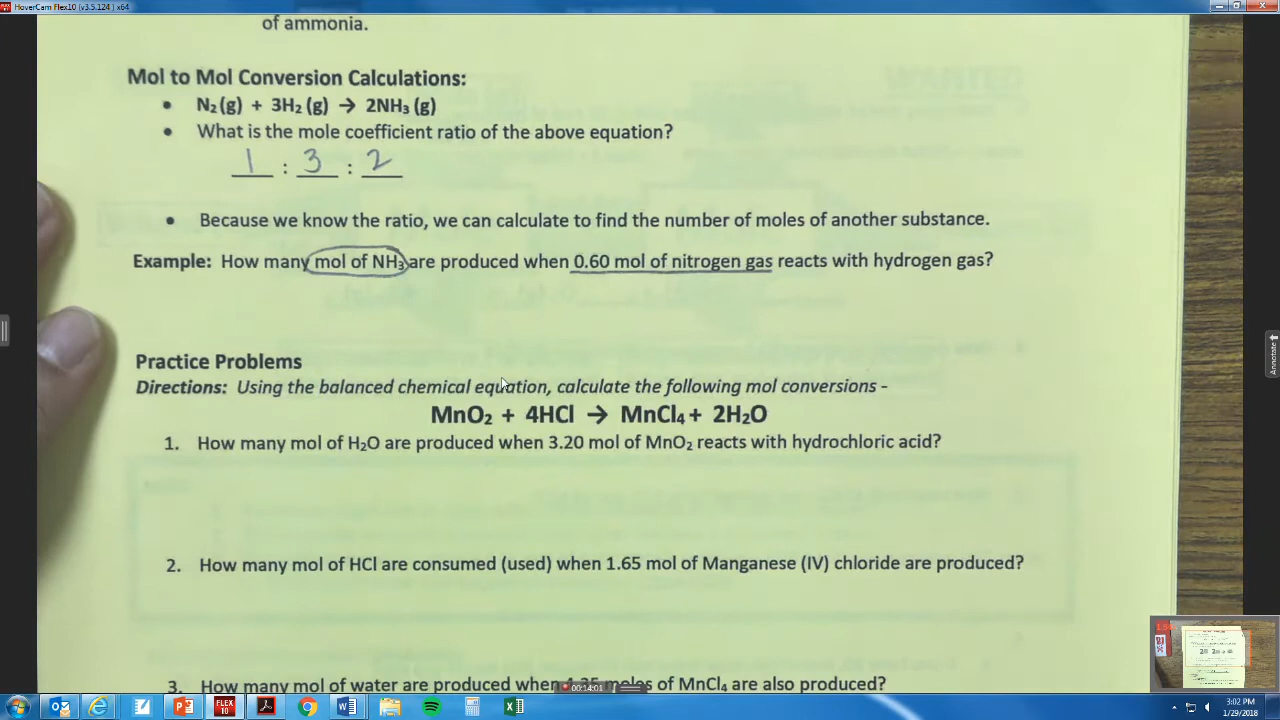 HoverCam Flex10 (v3.5.124 ) x64
of ammonia.
Mol to Mol Conversion Calculations:
• N₂ (g) + 3H₂ (g) → 2NH₃ (g)
• What is the mole coefficient ratio of the above equation?
1 : 3 : 2
• Because we know the ratio, we can calculate to find the number of moles of another substance.
Example: How many mol of NH₃ are produced when 0.60 mol of nitrogen gas reacts with hydrogen gas?
Practice Problems
Directions: Using the balanced chemical equation, calculate the following mol conversions -
MnO₂ + 4HCl → MnCl₄ + 2H₂O
1. How many mol of H₂O are produced when 3.20 mol of MnO₂ reacts with hydrochloric acid?
2. How many mol of HCl are consumed (used) when 1.65 mol of Manganese (IV) chloride are produced?
3. How many mol of water are produced
of MnCl₄ are also produced?
00:14:01
Annotate
FLEX
10
3:02 PM
1/29/2018